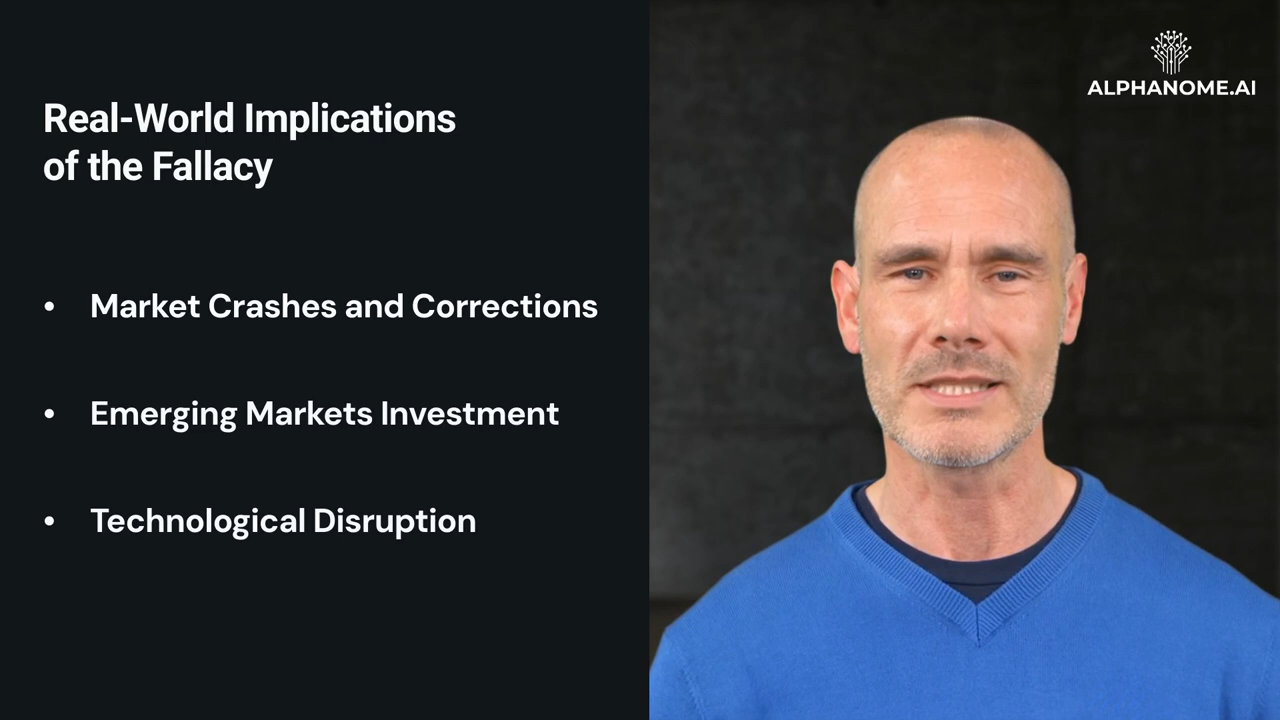 ALPHANOME.AI
Real-World Implications
of the Fallacy
• Market Crashes and Corrections
• Emerging Markets Investment
• Technological Disruption